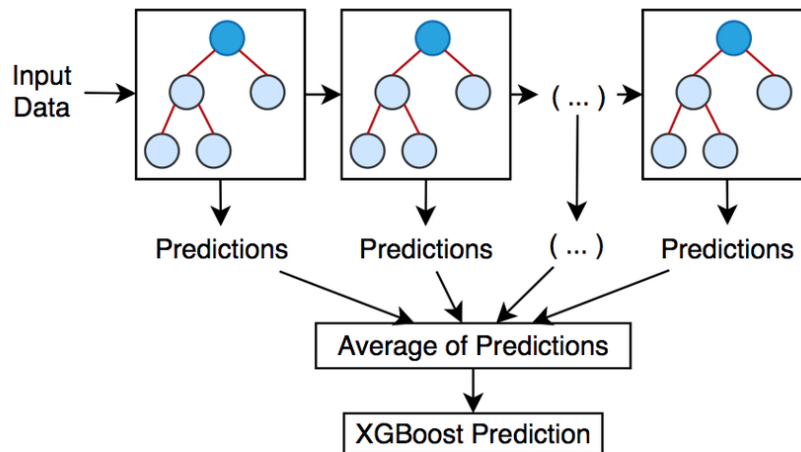 Input
Data
( ... )
Predictions
Predictions
( ... )
Predictions
Average of Predictions
XGBoost Prediction